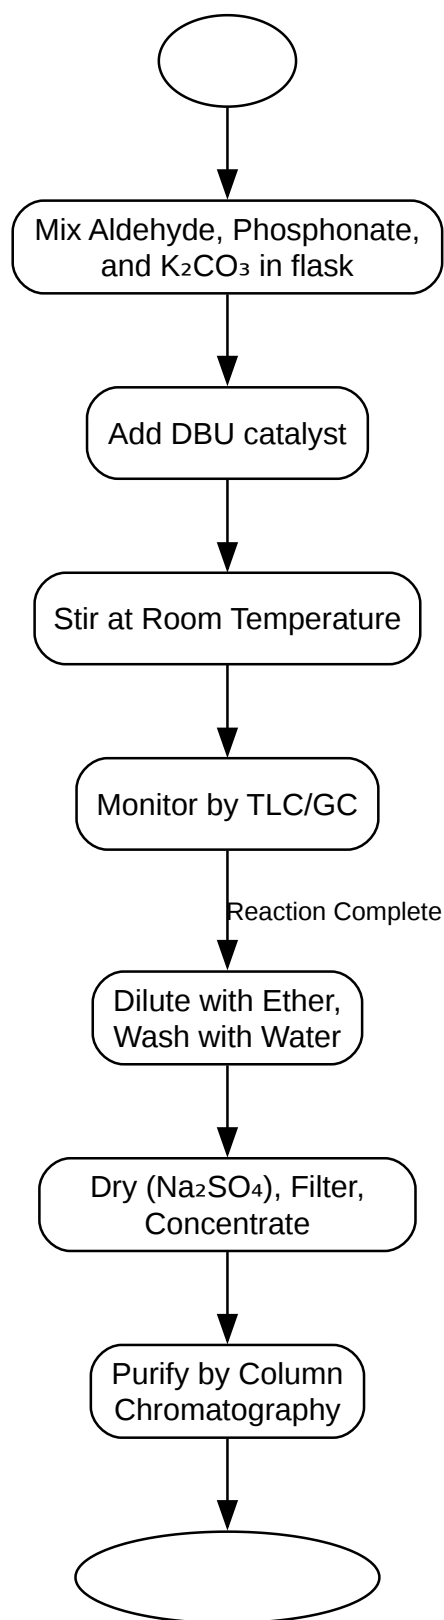 Mix Aldehyde, Phosphonate,
and K₂CO₃ in flask
Add DBU catalyst
Stir at Room Temperature
Monitor by TLC/GC
Reaction Complete
Dilute with Ether,
Wash with Water
Dry (Na₂SO₄), Filter,
Concentrate
Purify by Column
Chromatography